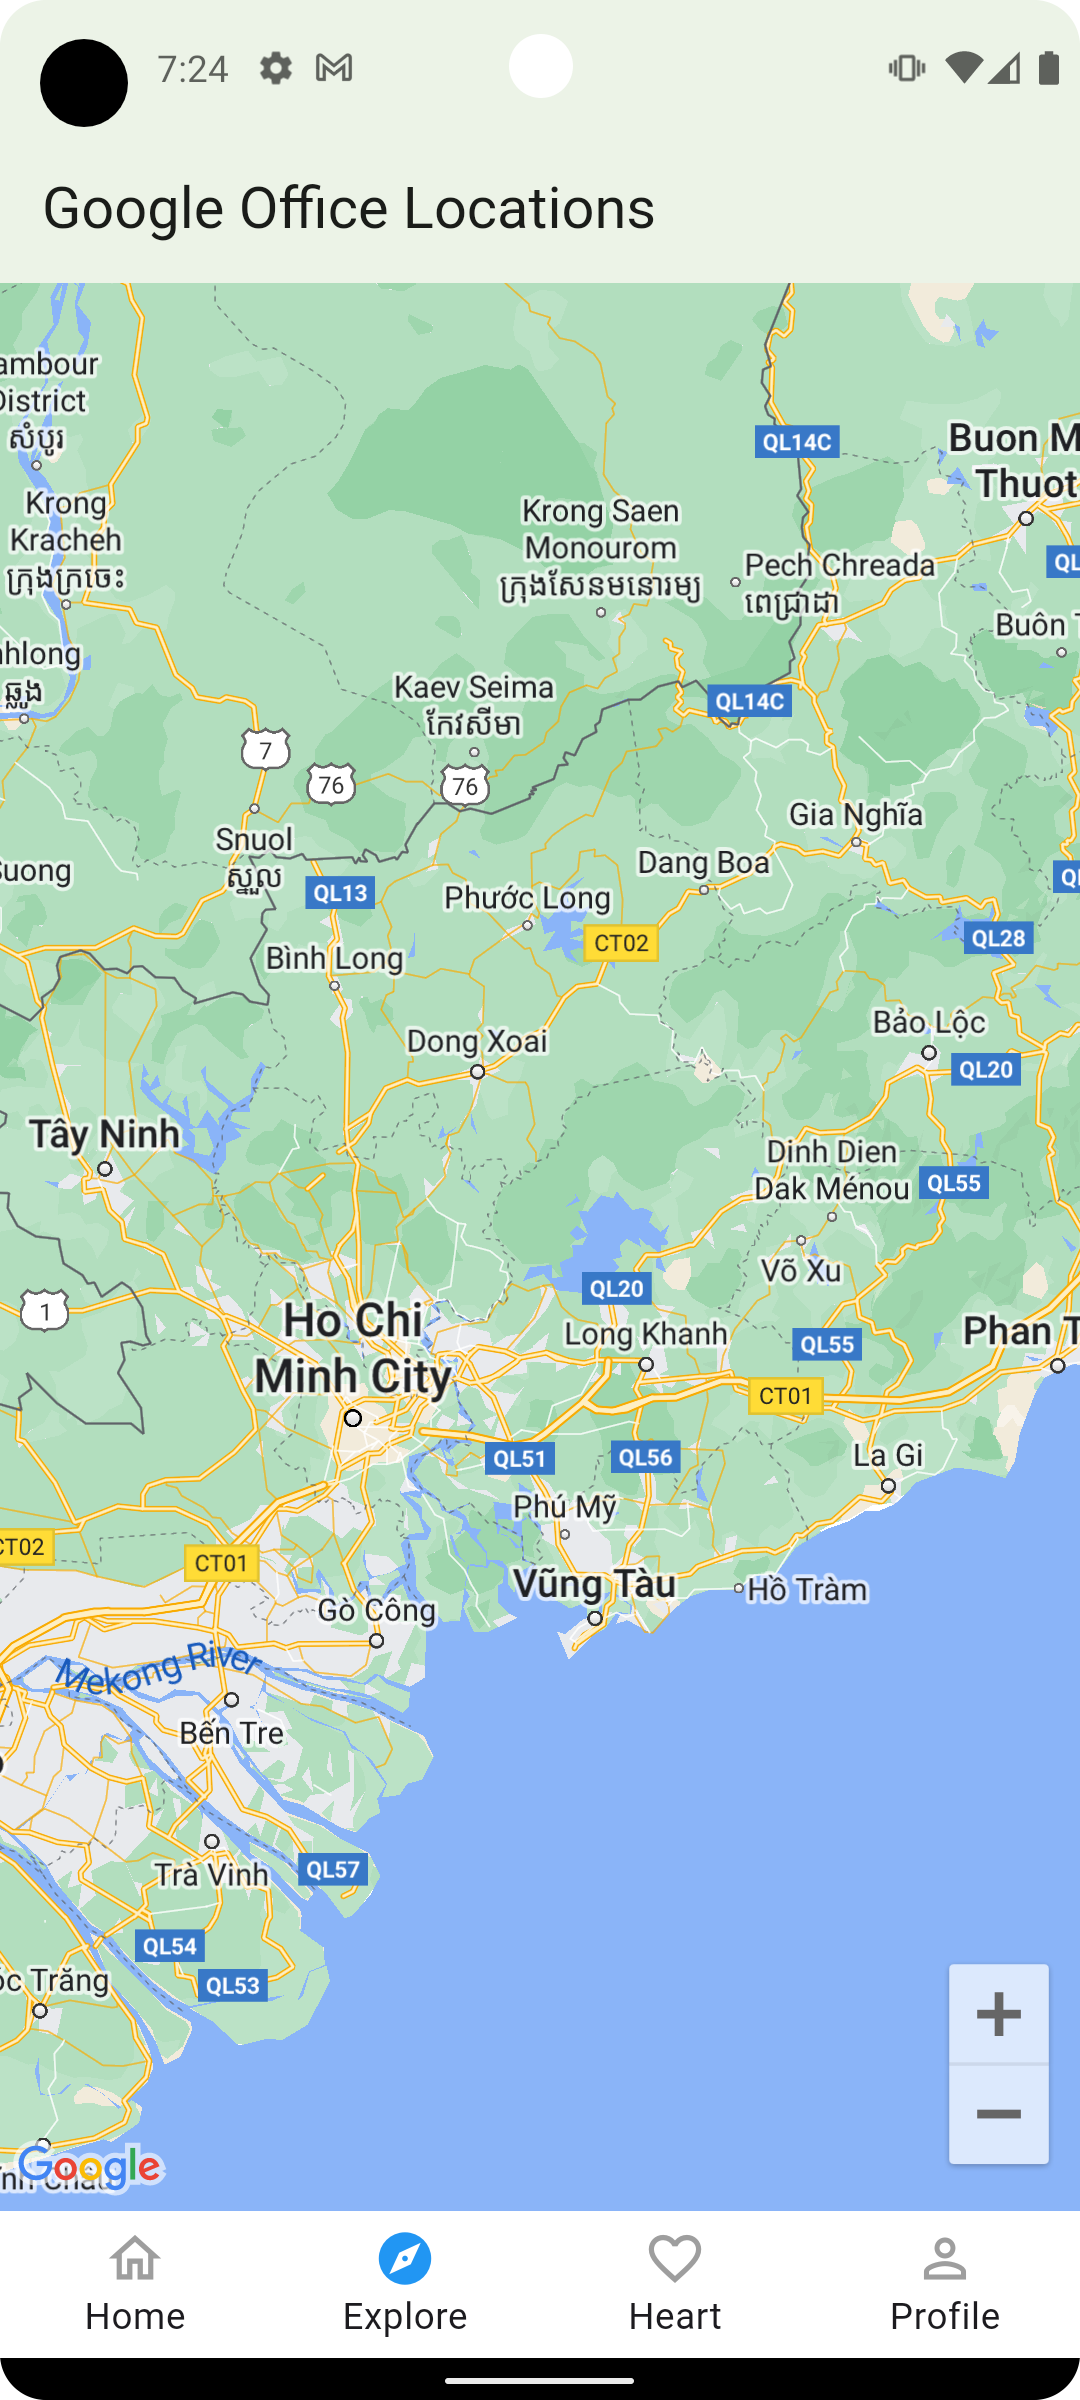 7:24
Google Office Locations
QL14C
Buon M
Thuot
Krong
Kracheh
ក្រុងក្រចេះ
District
សំបូរ
Krong Saen
Monourom
ក្រុងសែនមនោរម្យ
Pech Chreada
ពេជ្រាដា
QL
Buôn T
Kaev Seima
កែវសីមា
QL14C
7
76
76
Gia Nghĩa
Snuol
ស្នួល
Dang Boa
QL13
Phước Long
CT02
QL28
Bình Long
Bảo Lộc
Dong Xoai
QL20
Tây Ninh
Dinh Dien
Dak Ménou
QL55
Võ Xu
1
QL20
Ho Chi
Minh City
Long Khanh
QL55
Phan T
CT01
QL51
QL56
La Gi
Phú Mỹ
CT02
CT01
Vũng Tàu
Hồ Tràm
Gò Công
Mekong River
Bến Tre
Trà Vinh
QL57
QL54
QL53
óc Trăng
Google
Home
Explore
Heart
Profile